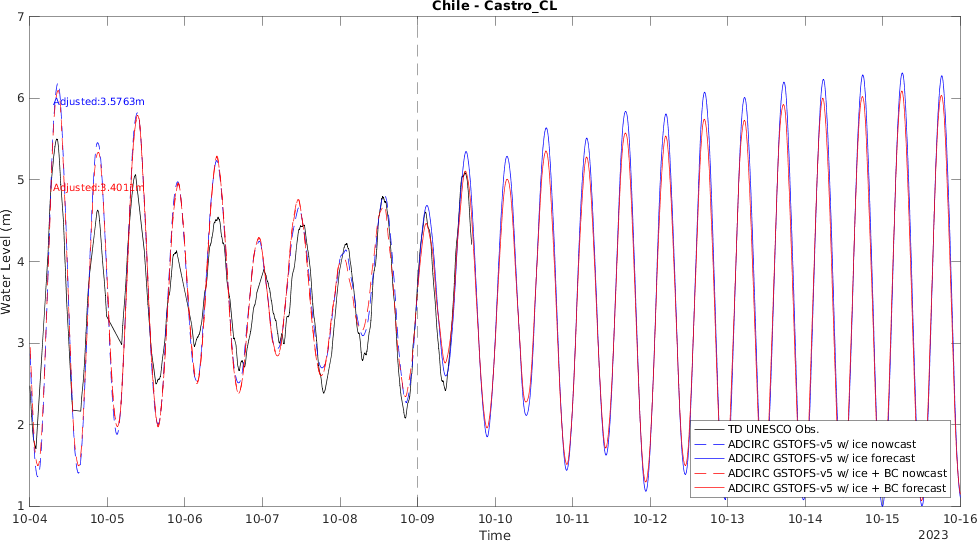 Chile - Castro_CL
7
6
5
4
3
2
1
Water Level (m)
Adjusted:3.5763m
Adjusted:3.4011m
TD UNESCO Obs.
ADCIRC GSTOFS-v5 w/ ice nowcast
ADCIRC GSTOFS-v5 w/ ice forecast
ADCIRC GSTOFS-v5 w/ ice + BC nowcast
ADCIRC GSTOFS-v5 w/ ice + BC forecast
10-04 10-05 10-06 10-07 10-08 10-09 10-10 10-11 10-12 10-13 10-14 10-15 10-16
Time
2023